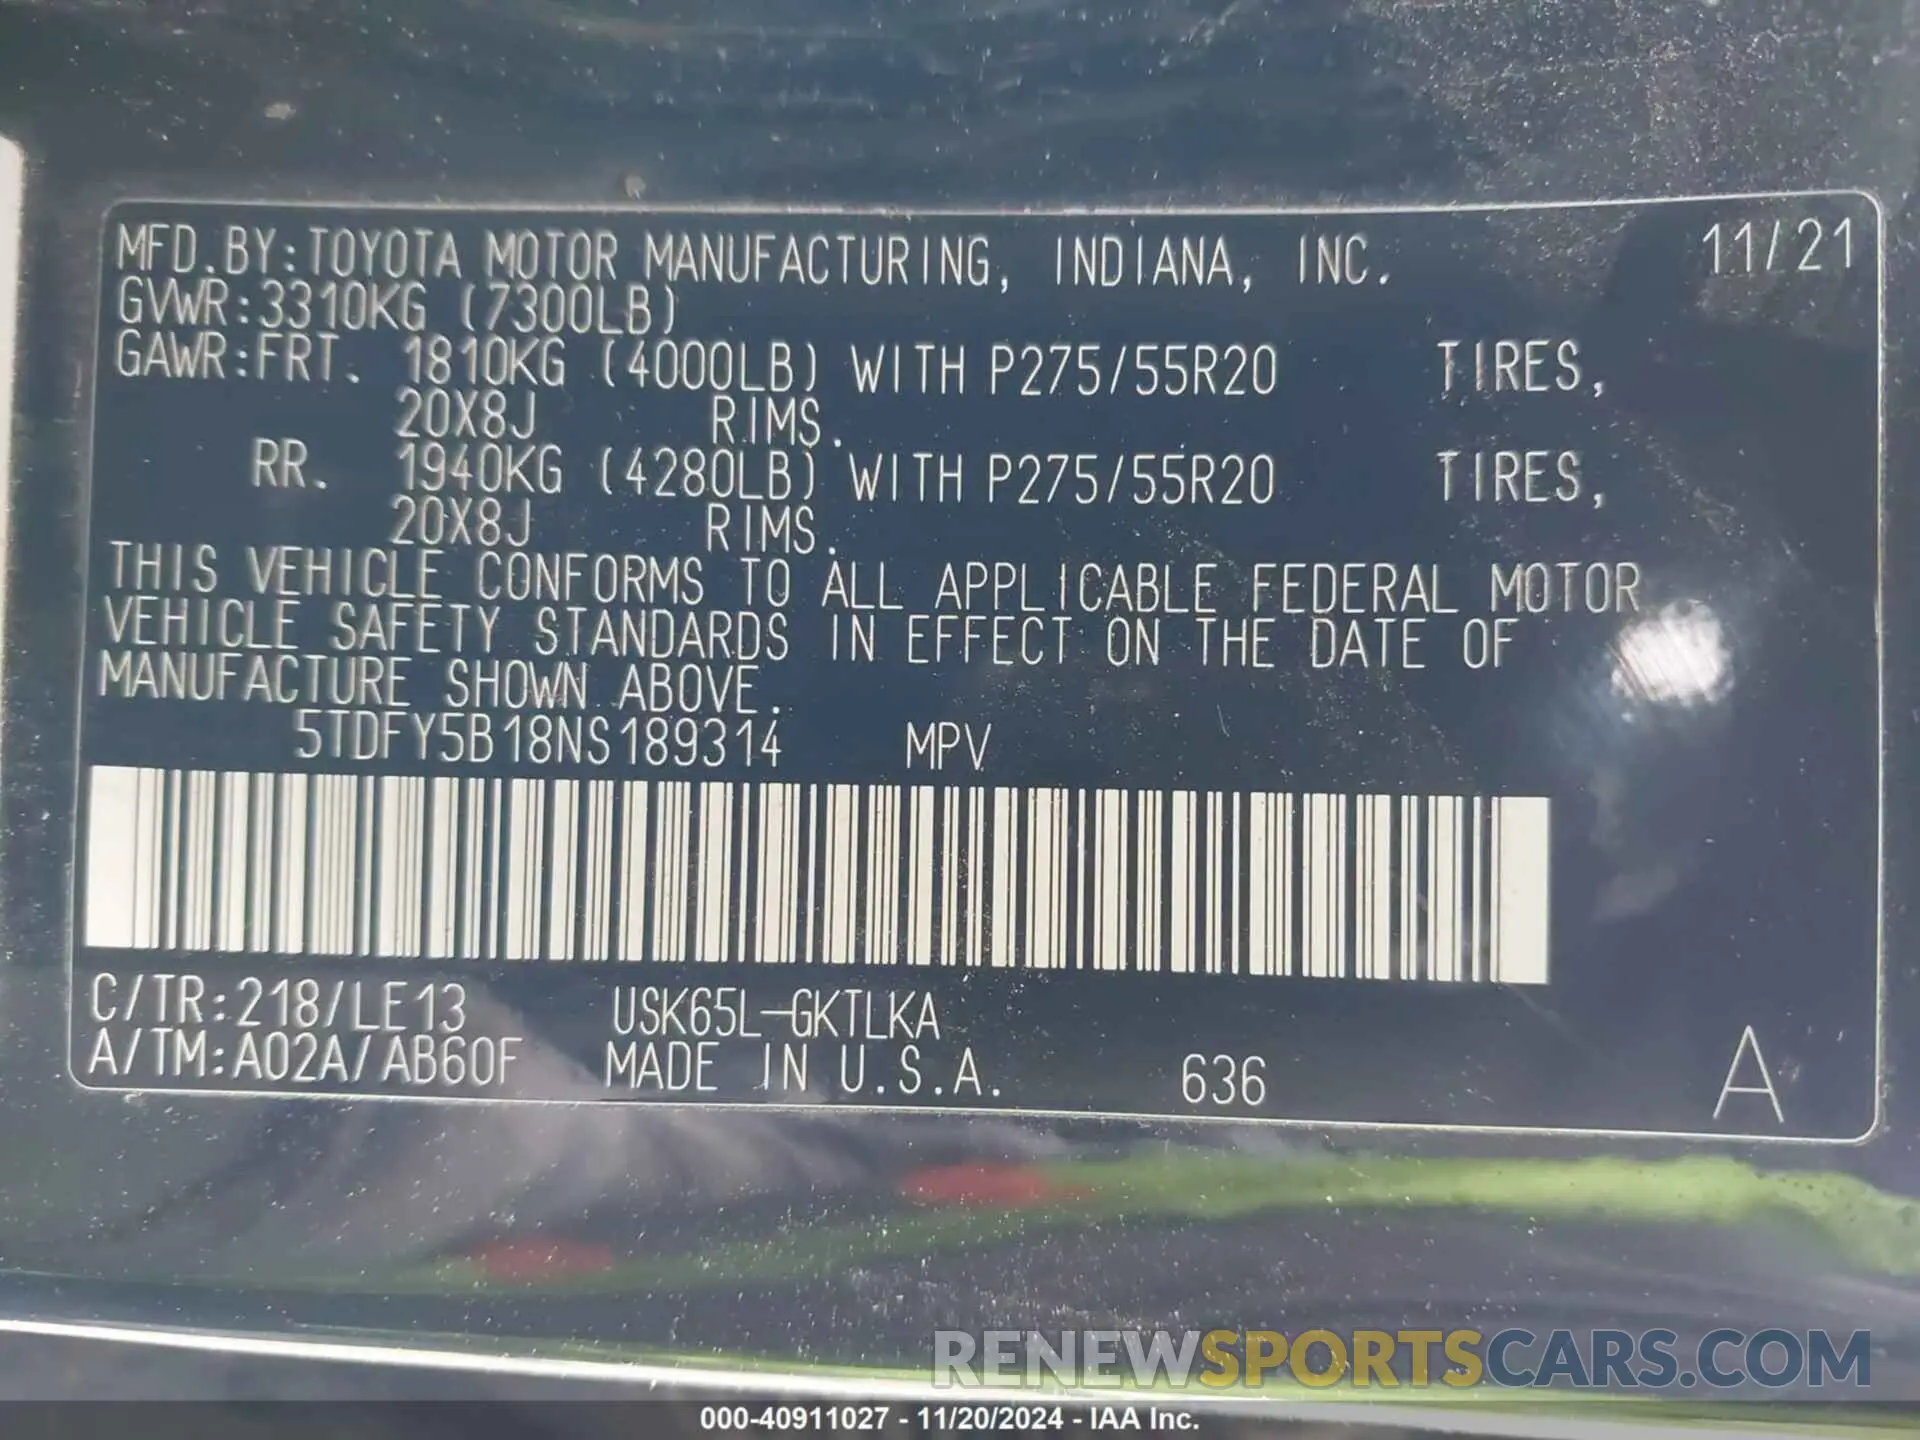 MFD.BY:TOYOTA MOTOR MANUFACTURING, INDIANA, INC. 11/21
GVWR:3310KG (7300LB)
GAWR:FRT. 1810KG (4000LB) WITH P275/55R20 TIRES,
20X8J RIMS.
RR. 1940KG (4280LB) WITH P275/55R20 TIRES,
20X8J RIMS.
THIS VEHICLE CONFORMS TO ALL APPLICABLE FEDERAL MOTOR
VEHICLE SAFETY STANDARDS IN EFFECT ON THE DATE OF
MANUFACTURE SHOWN ABOVE.
5TDFY5B18NS189314 MPV
C/TR:218/LE13 USK65L-GKTLKA
A/TM:A02A/AB60F MADE IN U.S.A. 636 A
RENEWSPORTSCARS.COM
000-40911027 - 11/20/2024 - IAA Inc.